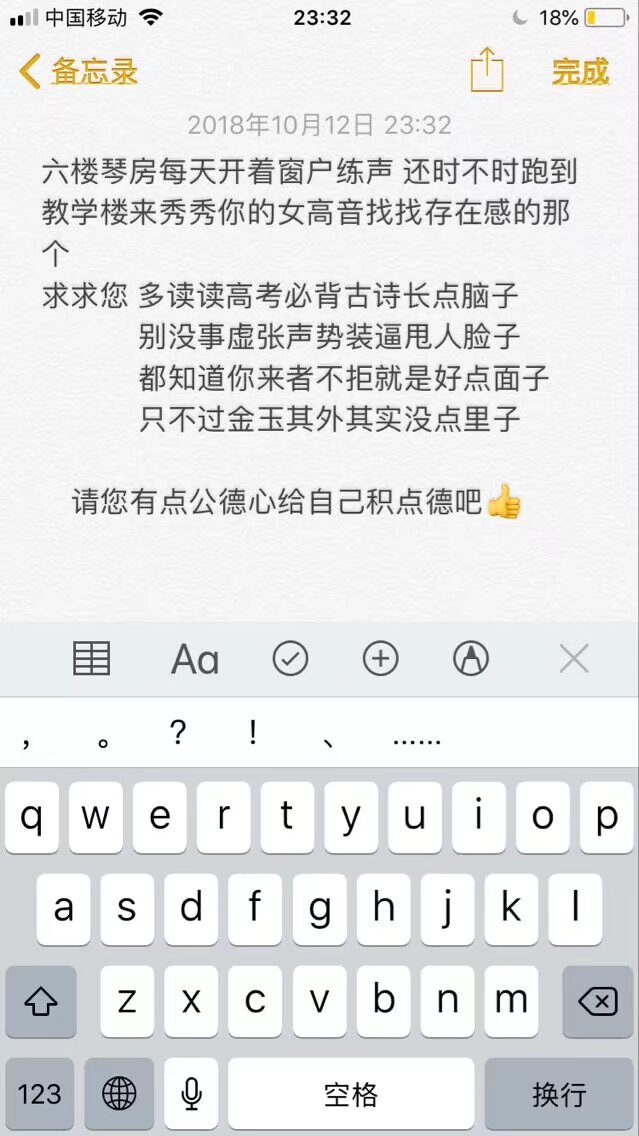 中国移动 23:32 18%
备忘录 完成
2018年10月12日 23:32
六楼琴房每天开着窗户练声 还时不时跑到
教学楼来秀秀你的女高音找找存在感的那
个
求求您 多读读高考必背古诗长点脑子
别没事虚张声势装逼甩人脸子
都知道你来者不拒就是好点面子
只不过金玉其外其实没点里子
请您有点公德心给自己积点德吧👍
Aa
， 。 ？ ！ 、 ……
q w e r t y u i o p
a s d f g h j k l
z x c v b n m
123 空格 换行